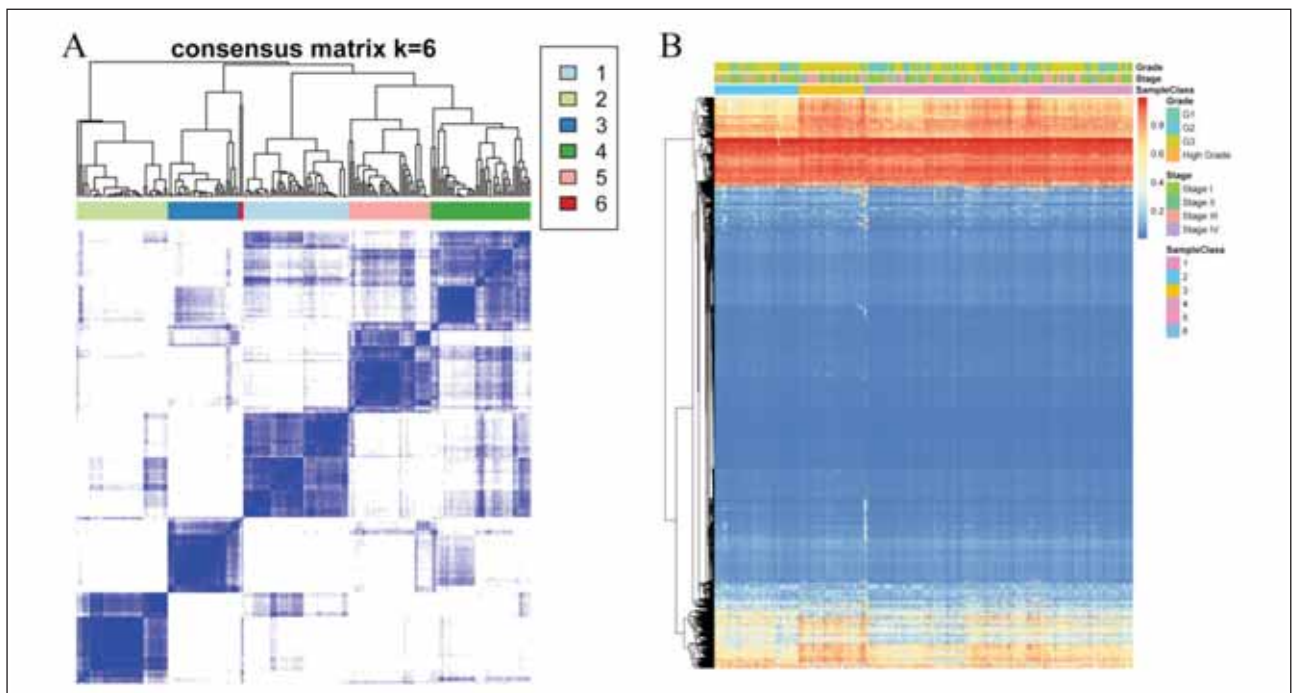 A
consensus matrix k=6
1
2
3
4
5
6
B
Grade
Stage
SampleClass
0.8
0.6
0.4
0.2
Grade
G1
G2
G3
High Grade
Stage
Stage I
Stage II
Stage III
Stage IV
SampleClass
1
2
3
4
5
6